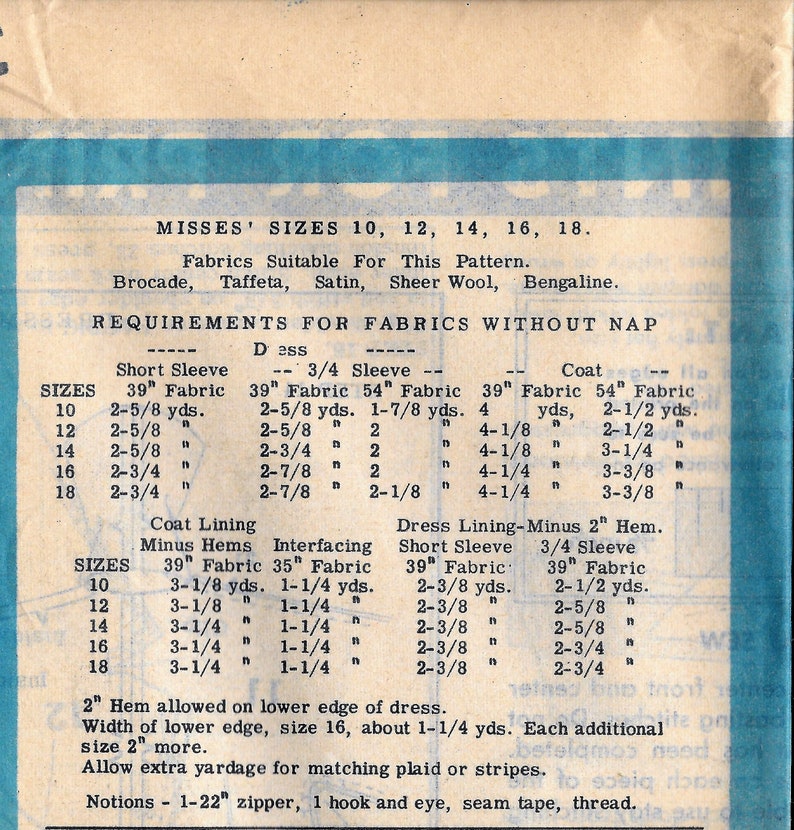 MISSES' SIZES 10, 12, 14, 16, 18.
Fabrics Suitable For This Pattern.
Brocade, Taffeta, Satin, Sheer Wool, Bengaline.
REQUIREMENTS FOR FABRICS WITHOUT NAP
----- Dress -----
Short Sleeve -- 3/4 Sleeve -- -- Coat --
SIZES 39" Fabric 39" Fabric 54" Fabric 39" Fabric 54" Fabric
10 2-5/8 yds. 2-5/8 yds. 1-7/8 yds. 4 yds, 2-1/2 yds.
12 2-5/8 " 2-5/8 " 2 " 4-1/8 " 2-1/2 "
14 2-5/8 " 2-3/4 " 2 " 4-1/8 " 3-1/4 "
16 2-3/4 " 2-7/8 " 2 " 4-1/4 " 3-3/8 "
18 2-3/4 " 2-7/8 " 2-1/8 " 4-1/4 " 3-3/8 "
Coat Lining Dress Lining-Minus 2" Hem.
Minus Hems Interfacing Short Sleeve 3/4 Sleeve
SIZES 39" Fabric 35" Fabric 39" Fabric 39" Fabric
10 3-1/8 yds. 1-1/4 yds. 2-3/8 yds. 2-1/2 yds.
12 3-1/8 " 1-1/4 " 2-3/8 " 2-5/8 "
14 3-1/4 " 1-1/4 " 2-3/8 " 2-5/8 "
16 3-1/4 " 1-1/4 " 2-3/8 " 2-3/4 "
18 3-1/4 " 1-1/4 " 2-3/8 " 2-3/4 "
2" Hem allowed on lower edge of dress.
Width of lower edge, size 16, about 1-1/4 yds. Each additional
size 2" more.
Allow extra yardage for matching plaid or stripes.
Notions - 1-22" zipper, 1 hook and eye, seam tape, thread.